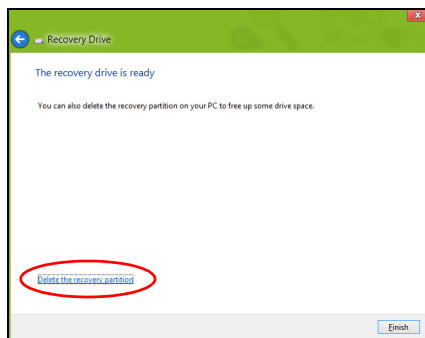 x
Recovery Drive
The recovery drive is ready
You can also delete the recovery partition on your PC to free up some drive space.
Delete the recovery partition
Finish